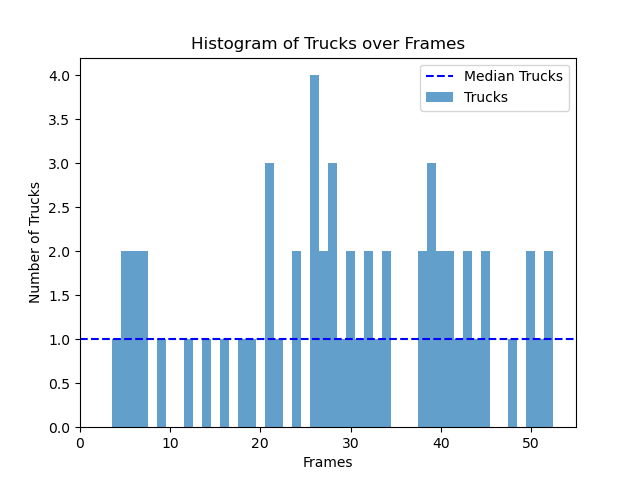 Histogram of Trucks over Frames
Number of Trucks
4.0
3.5
3.0
2.5
2.0
1.5
1.0
0.5
0.0
Median Trucks
Trucks
0 10 20 30 40 50
Frames